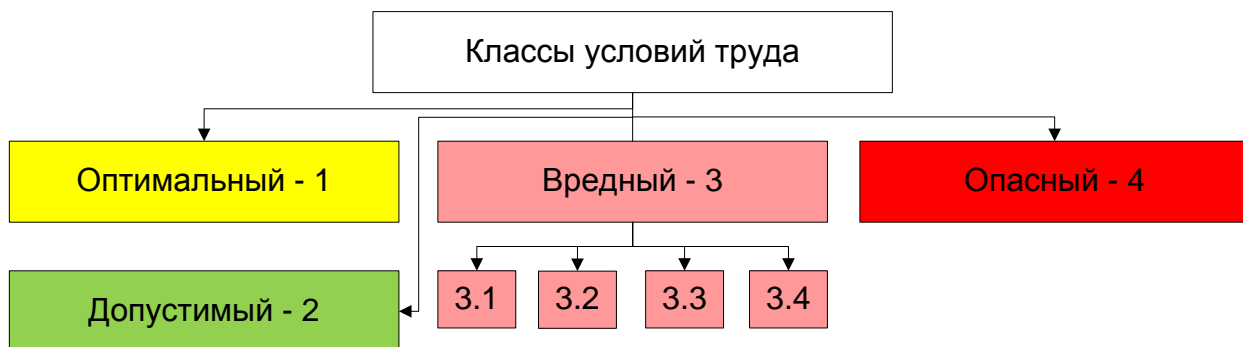 Классы условий труда
Оптимальный - 1
Вредный - 3
Опасный - 4
Допустимый - 2
3.1
3.2
3.3
3.4